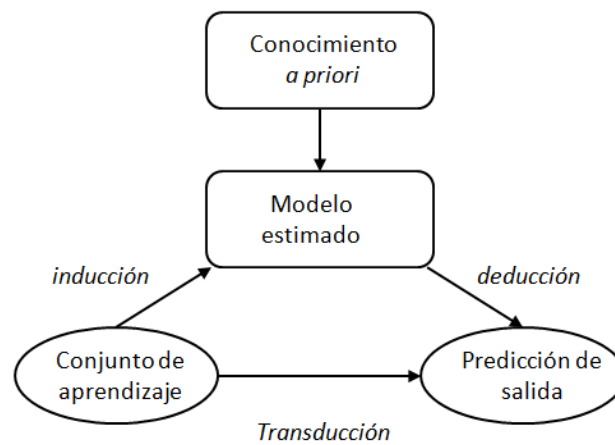 Conocimiento
a priori
Modelo
estimado
inducción
deducción
Conjunto de
aprendizaje
Predicción de
salida
Transducción